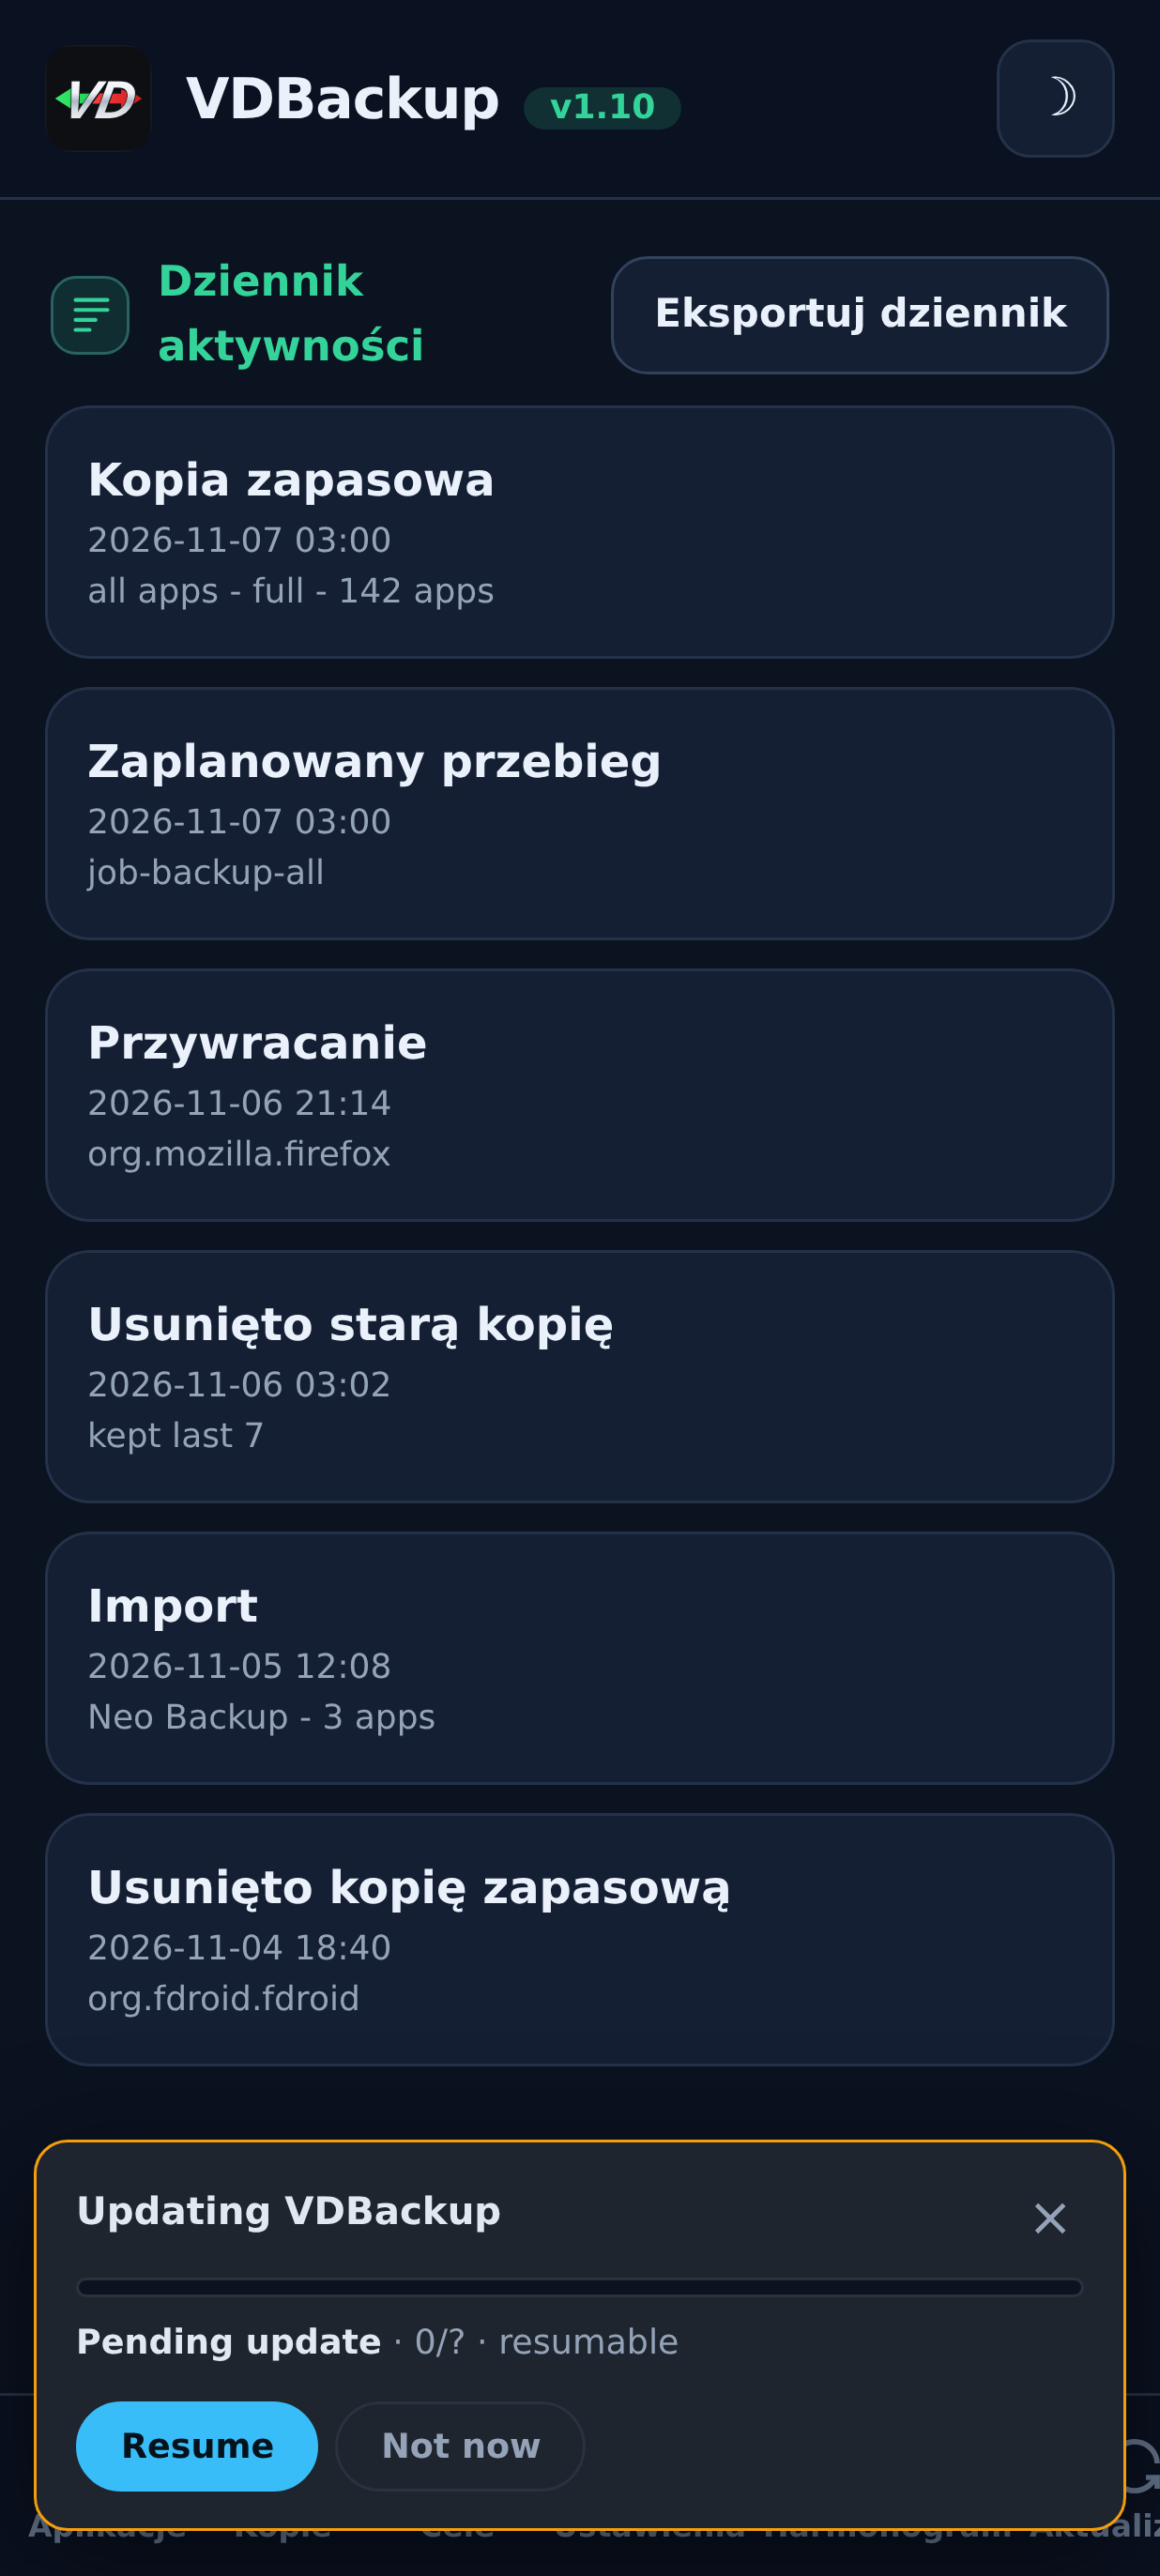 VD
VDBackup v1.10
☽
Dziennik
aktywności
Eksportuj dziennik
Kopia zapasowa
2026-11-07 03:00
all apps - full - 142 apps
Zaplanowany przebieg
2026-11-07 03:00
job-backup-all
Przywracanie
2026-11-06 21:14
org.mozilla.firefox
Usunięto starą kopię
2026-11-06 03:02
kept last 7
Import
2026-11-05 12:08
Neo Backup - 3 apps
Usunięto kopię zapasową
2026-11-04 18:40
org.fdroid.fdroid
Updating VDBackup
×
Pending update · 0/? · resumable
Resume
Not now